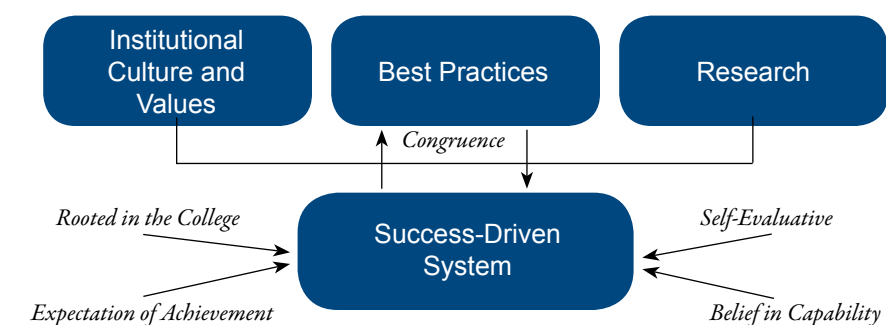 Institutional
Culture and
Values
Best Practices
Research
Congruence
Rooted in the College
Self-Evaluative
Success-Driven
System
Expectation of Achievement
Belief in Capability